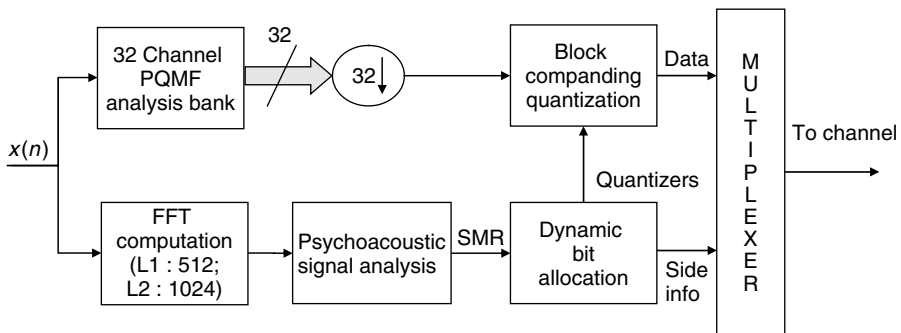 32 Channel
PQMF
analysis bank
32
32
Block
companding
quantization
Data
MULTIPLEXER
To channel
x(n)
Quantizers
FFT
computation
(L1 : 512;
L2 : 1024)
Psychoacoustic
signal analysis
SMR
Dynamic
bit
allocation
Side
info